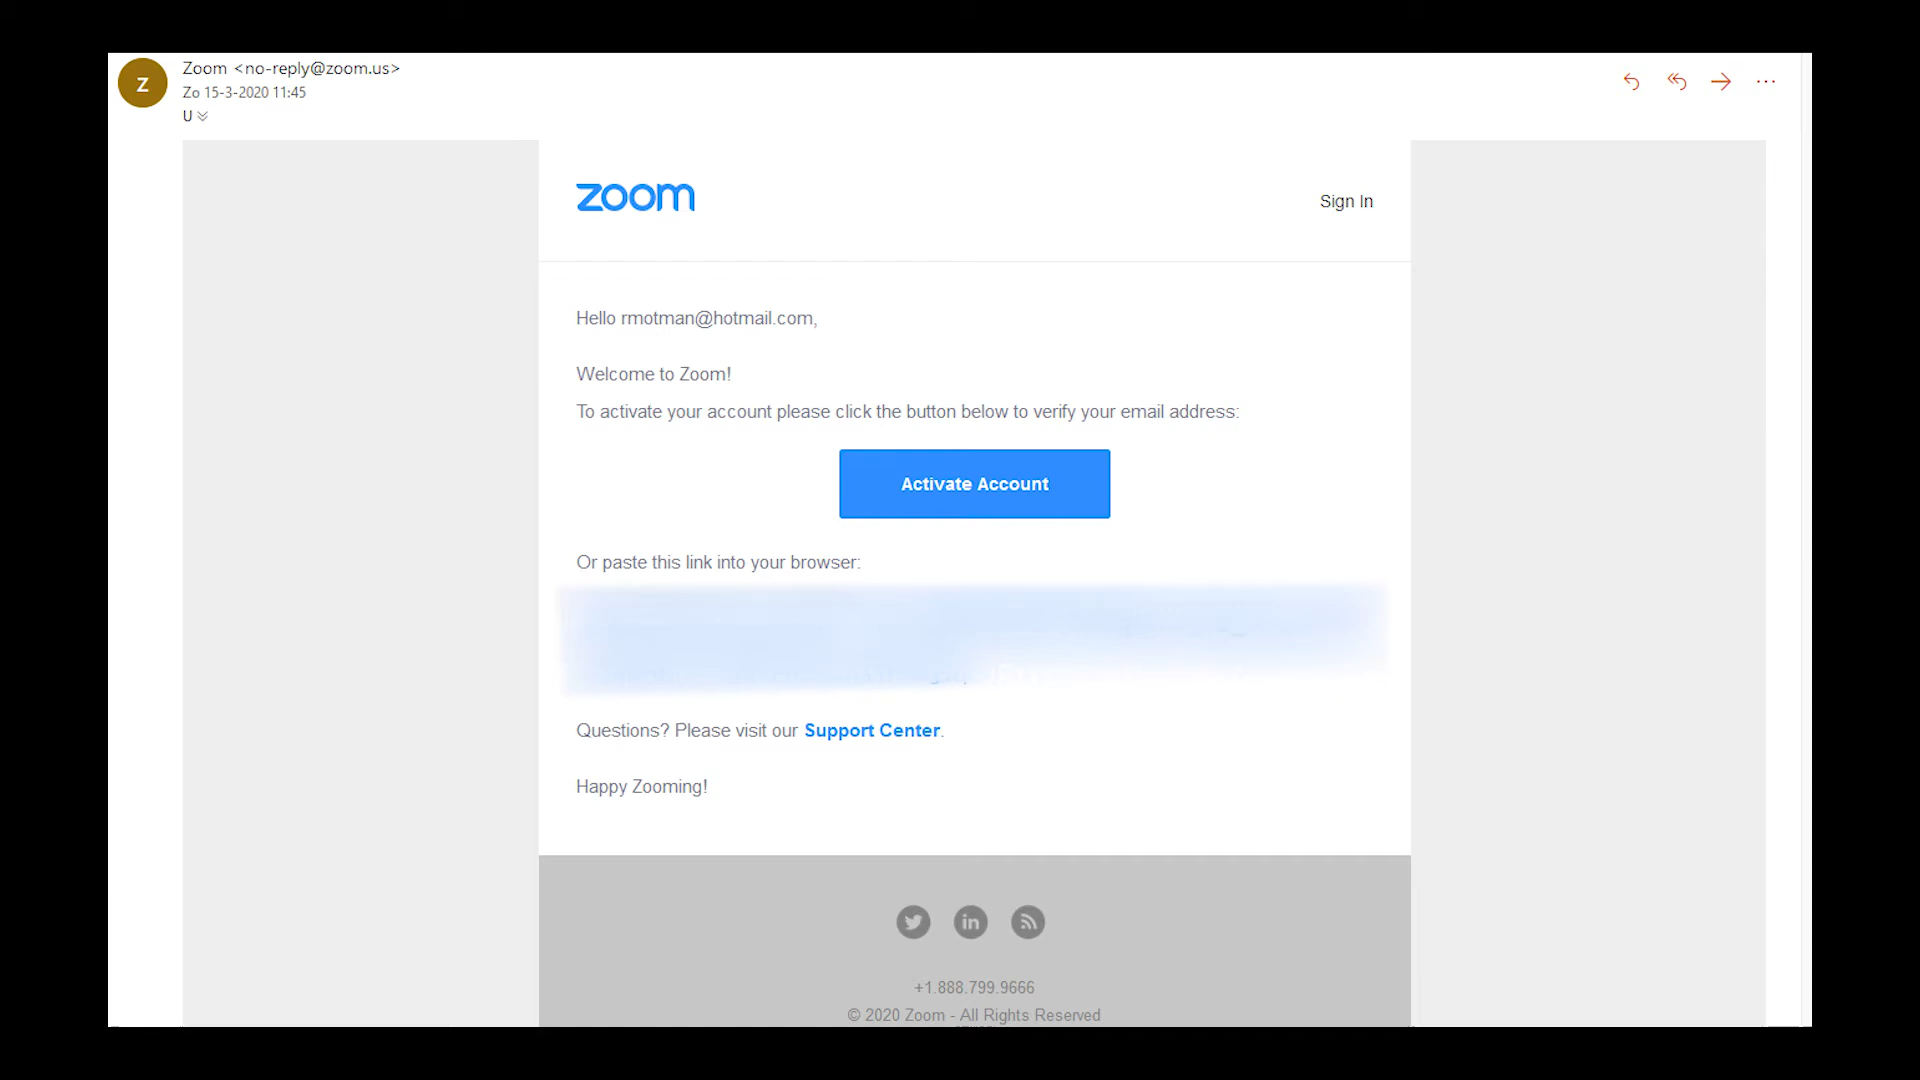 Z
Zoom <no-reply@zoom.us>
Zo 15-3-2020 11:45
U
zoom
Sign In
Hello rmotman@hotmail.com,
Welcome to Zoom!
To activate your account please click the button below to verify your email address:
Activate Account
Or paste this link into your browser:
Questions? Please visit our Support Center.
Happy Zooming!
in
+1.888.799.9666
© 2020 Zoom - All Rights Reserved